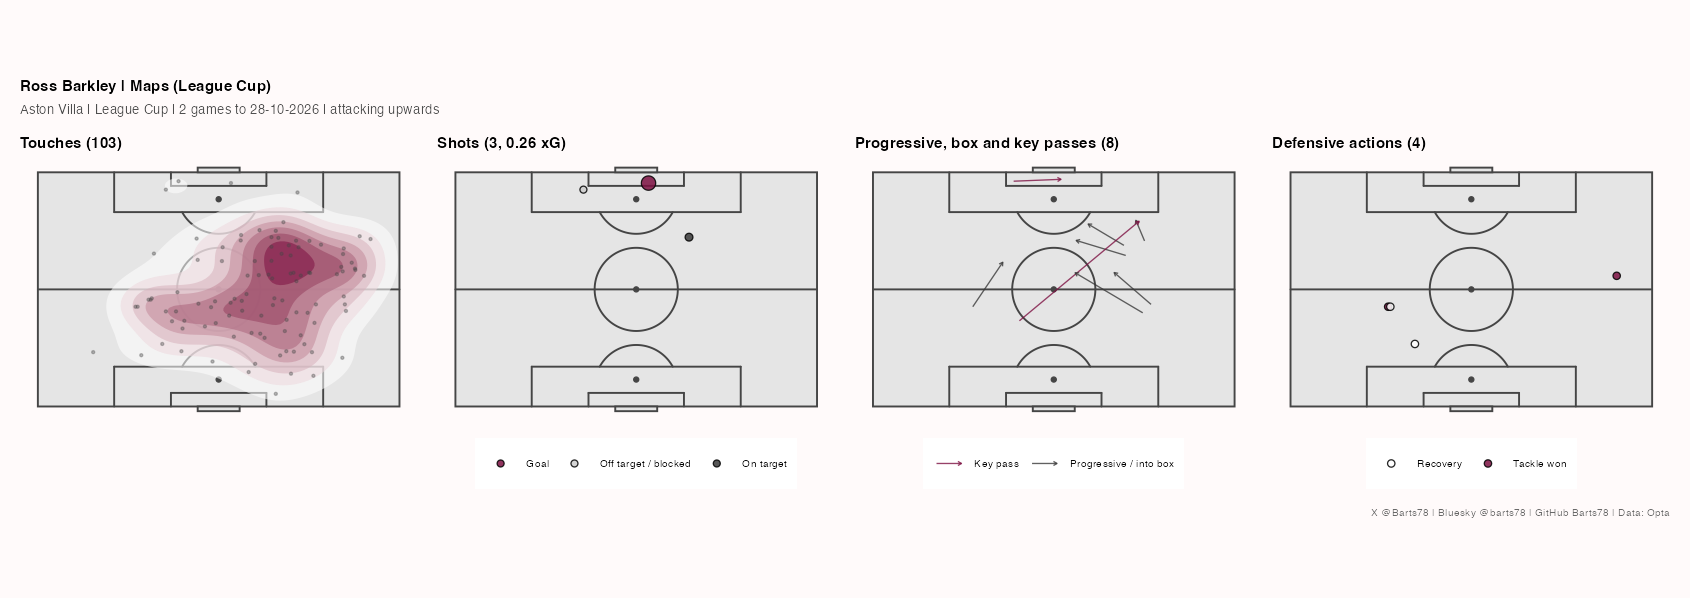 Ross Barkley | Maps (League Cup)
Aston Villa | League Cup | 2 games to 28-10-2026 | attacking upwards
Touches (103)
Shots (3, 0.26 xG)
Progressive, box and key passes (8)
Defensive actions (4)
Goal
Off target / blocked
On target
Key pass
Progressive / into box
Recovery
Tackle won
X @Barts78 | Bluesky @barts78 | GitHub Barts78 | Data: Opta